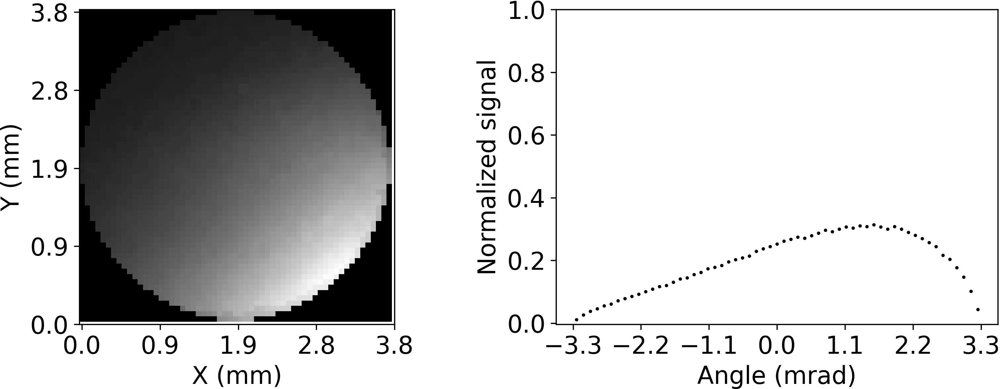 3.8
2.8
1.9
0.9
0.0
Y (mm)
0.0 0.9 1.9 2.8 3.8
X (mm)
1.0
0.8
0.6
0.4
0.2
0.0
Normalized signal
−3.3 −2.2 −1.1 0.0 1.1 2.2 3.3
Angle (mrad)